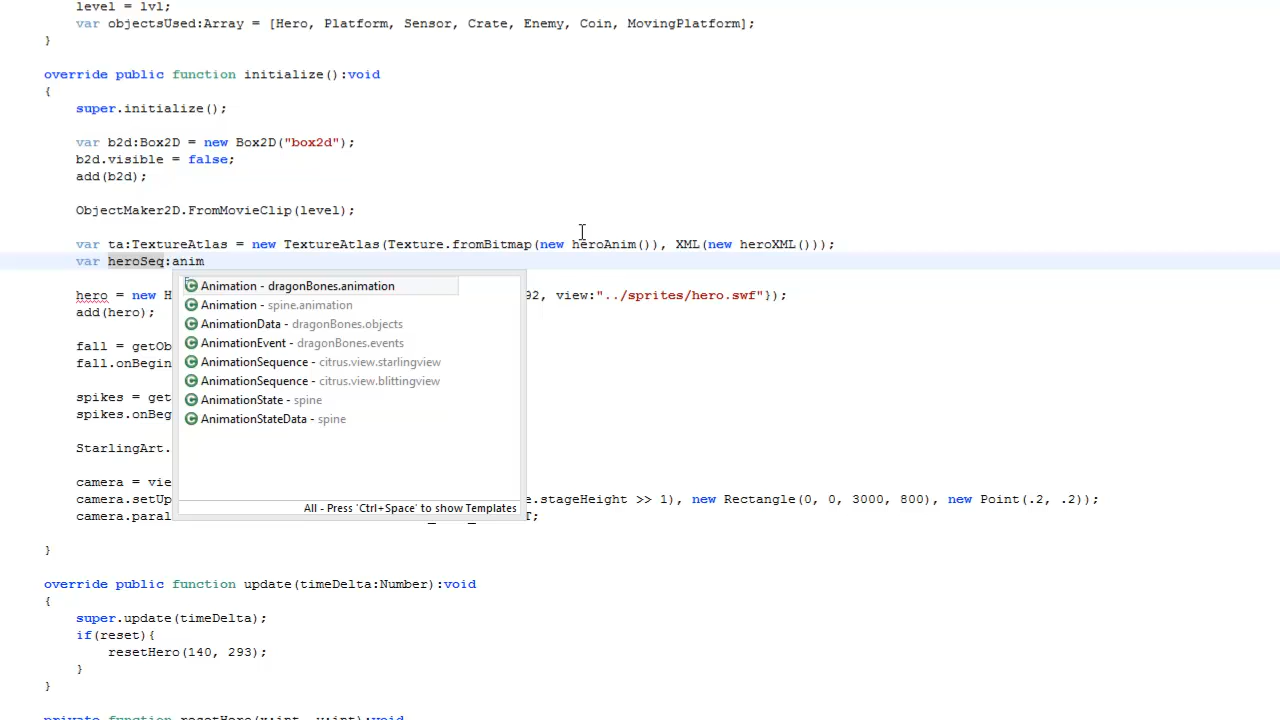 level = lvl;
var objectsUsed:Array = [Hero, Platform, Sensor, Crate, Enemy, Coin, MovingPlatform];
}
override public function initialize():void
{
super.initialize();
var b2d:Box2D = new Box2D("box2d");
b2d.visible = false;
add(b2d);
ObjectMaker2D.FromMovieClip(level);
var ta:TextureAtlas = new TextureAtlas(Texture.fromBitmap(new heroAnim()), XML(new heroXML()));
var heroSeq:anim
Animation - dragonBones.animation
hero = new H 92, view:"../sprites/hero.swf"});
Animation - spine.animation
add(hero);
AnimationData - dragonBones.objects
fall = getOb
AnimationEvent - dragonBones.events
fall.onBegin
AnimationSequence - citrus.view.starlingview
AnimationSequence - citrus.view.blittingview
spikes = get
AnimationState - spine
spikes.onBeg
AnimationStateData - spine
StarlingArt.
camera = vie
camera.setUp e.stageHeight >> 1), new Rectangle(0, 0, 3000, 800), new Point(.2, .2));
All - Press 'Ctrl+Space' to show Templates
camera.paral T;
}
override public function update(timeDelta:Number):void
{
super.update(timeDelta);
if(reset){
resetHero(140, 293);
}
}
private function resetHero(x:int, y:int):void